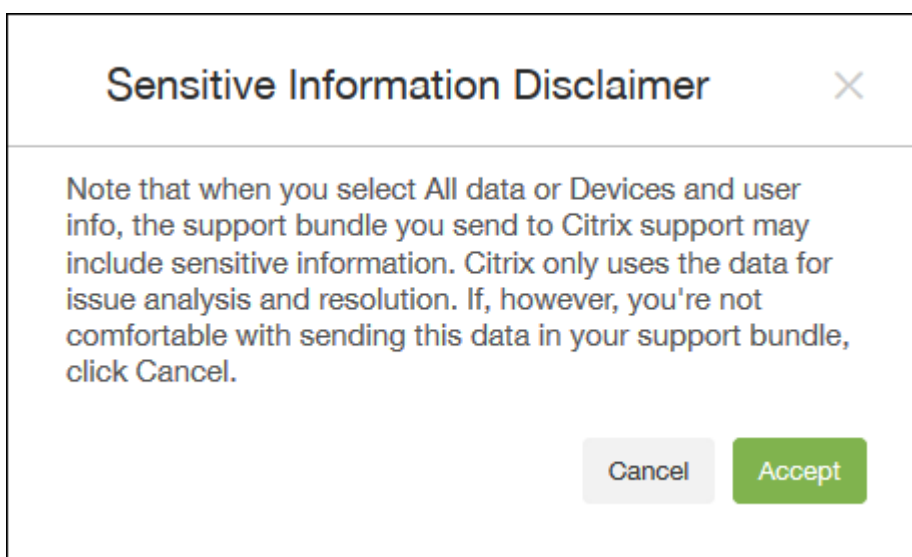 Sensitive Information Disclaimer
Note that when you select All data or Devices and user
info, the support bundle you send to Citrix support may
include sensitive information. Citrix only uses the data for
issue analysis and resolution. If, however, you're not
comfortable with sending this data in your support bundle,
click Cancel.
Cancel
Accept